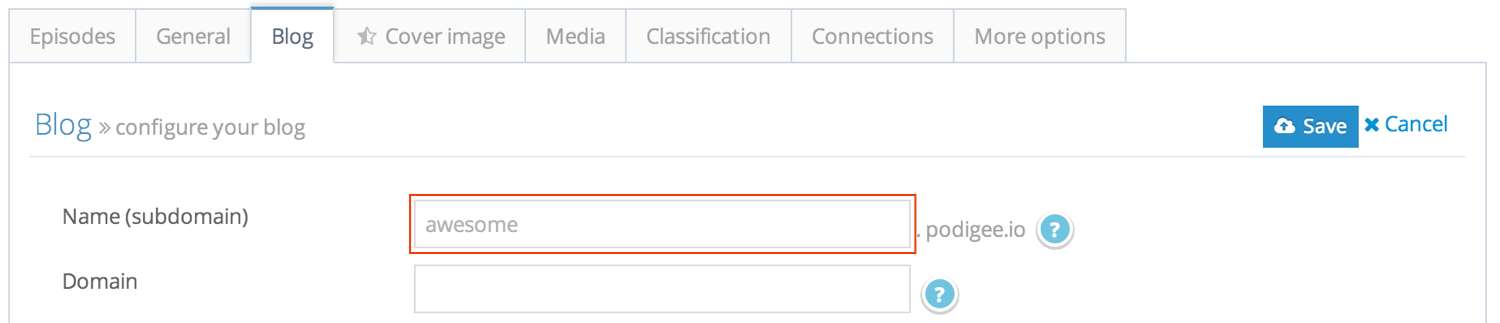 Episodes General Blog Cover image Media Classification Connections More options
Blog » configure your blog Save Cancel
Name (subdomain) awesome . podigee.io ?
Domain ?